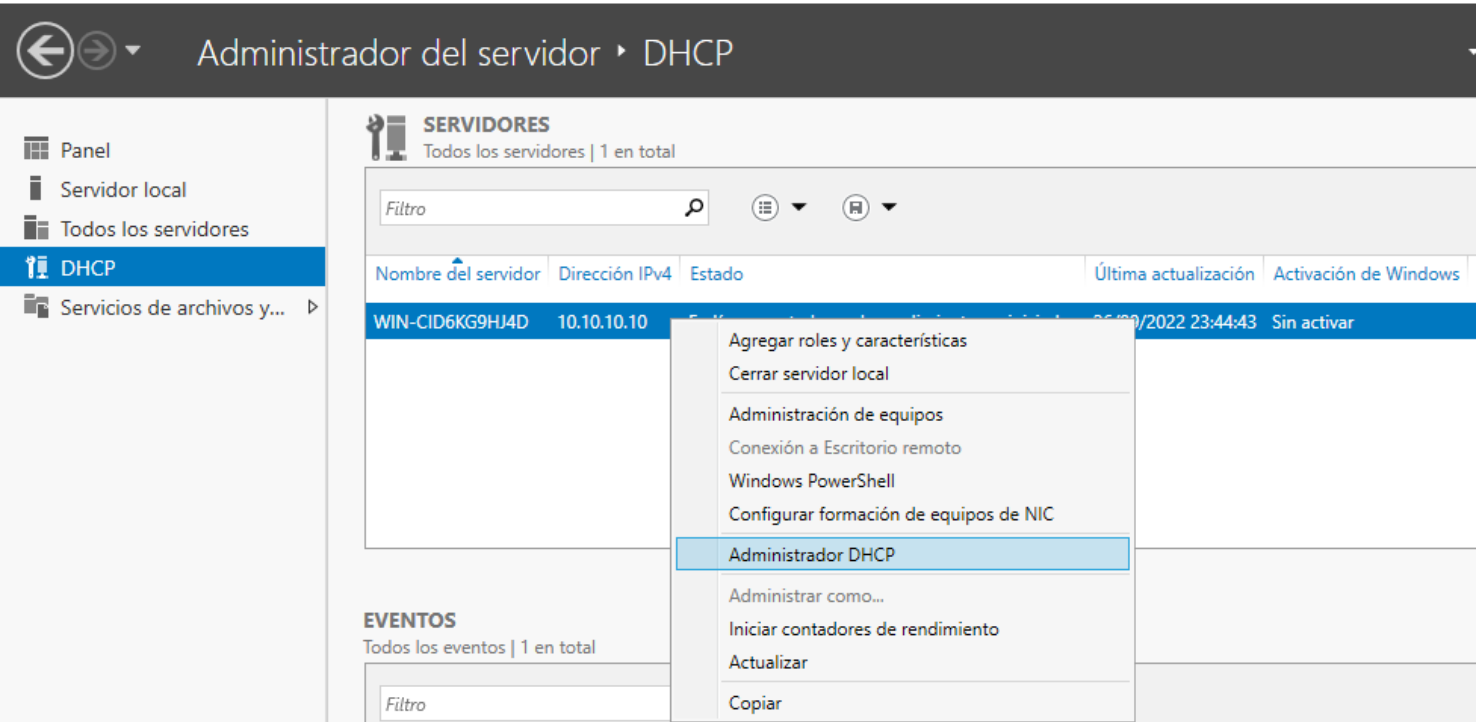 Administrador del servidor ‣ DHCP
Panel
Servidor local
Todos los servidores
DHCP
Servicios de archivos y...
SERVIDORES
Todos los servidores | 1 en total
Filtro
Nombre del servidor Dirección IPv4 Estado Última actualización Activación de Windows
WIN-CID6KG9HJ4D 10.10.10.10 2022 23:44:43 Sin activar
Agregar roles y características
Cerrar servidor local
Administración de equipos
Conexión a Escritorio remoto
Windows PowerShell
Configurar formación de equipos de NIC
Administrador DHCP
Administrar como...
Iniciar contadores de rendimiento
Actualizar
Copiar
EVENTOS
Todos los eventos | 1 en total
Filtro